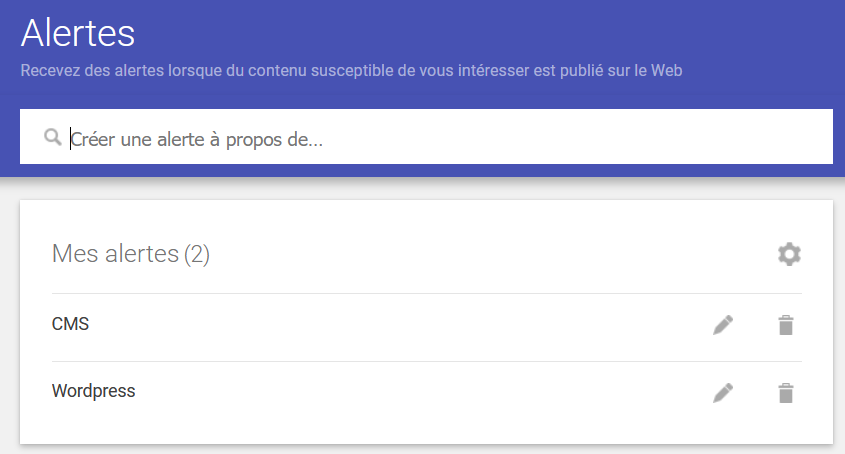 Alertes
Recevez des alertes lorsque du contenu susceptible de vous intéresser est publié sur le Web
Créer une alerte à propos de...
Mes alertes (2)
CMS
Wordpress